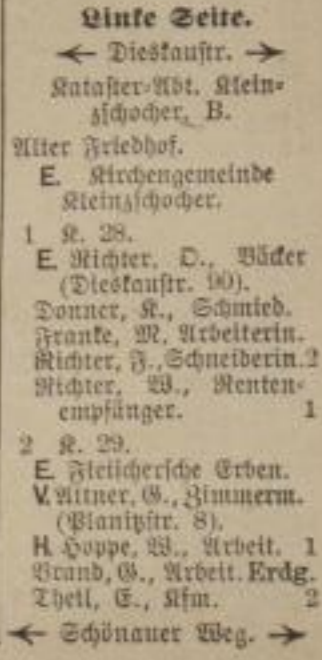 Linke Seite.
← Dieskaustr. →
Kataster-Abt. Klein-
zschocher, B.
Alter Friedhof.
E. Kirchengemeinde
Kleinzschocher.
1 K. 28.
E. Richter, O., Bäcker
(Dieskaustr. 90).
Donner, K., Schmied.
Franke, M, Arbeiterin.
Richter, F., Schneiderin. 2
Richter, W., Renten-
empfänger. 1
2 K. 29.
E. Fleischersche Erben.
V. Attner, G., Zimmerm.
(Planitzstr. 8).
H. Hoppe, W., Arbeit. 1
Brand, G., Arbeit. Erdg.
Theil, E., Kfm. 2
← Schönauer Weg. →